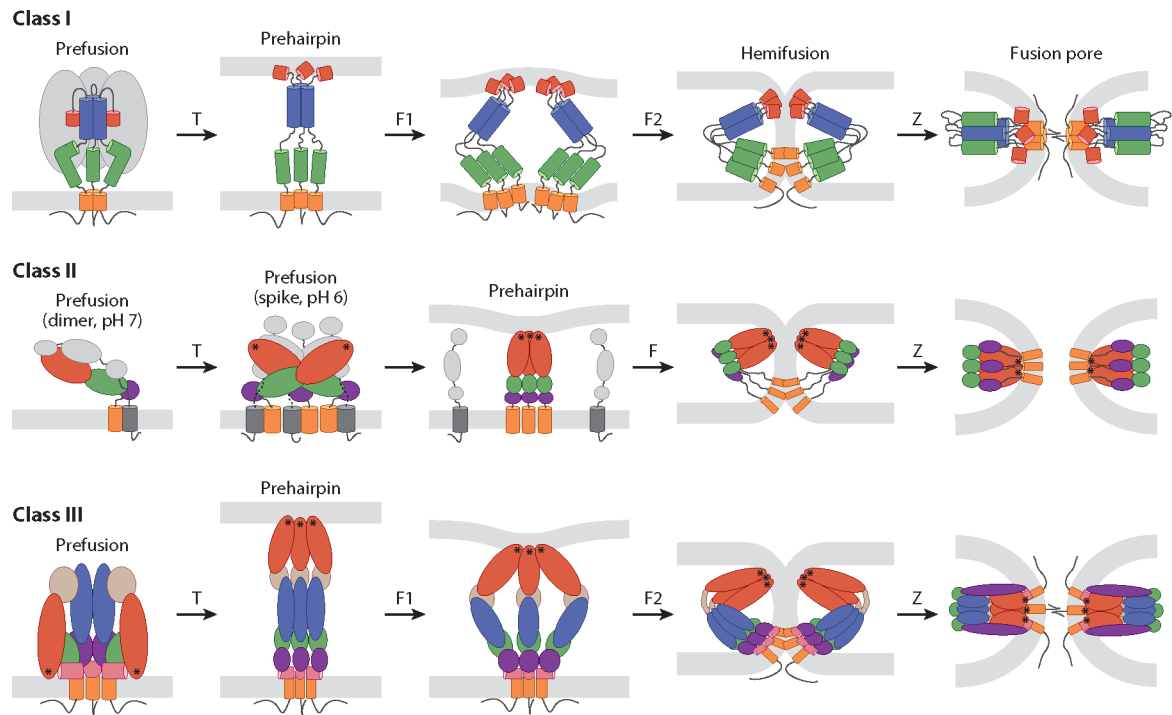 Class I
Prefusion
T
Prehairpin
F1
F2
Hemifusion
Z
Fusion pore
Class II
Prefusion
(dimer, pH 7)
T
Prefusion
(spike, pH 6)
*
*
Prehairpin
* * *
F
*
*
*
*
*
*
Z
*
*
*
*
Class III
Prefusion
*
*
T
Prehairpin
* * *
F1
* * *
F2
*
*
*
*
*
*
Z
*
*
*
*
*
*